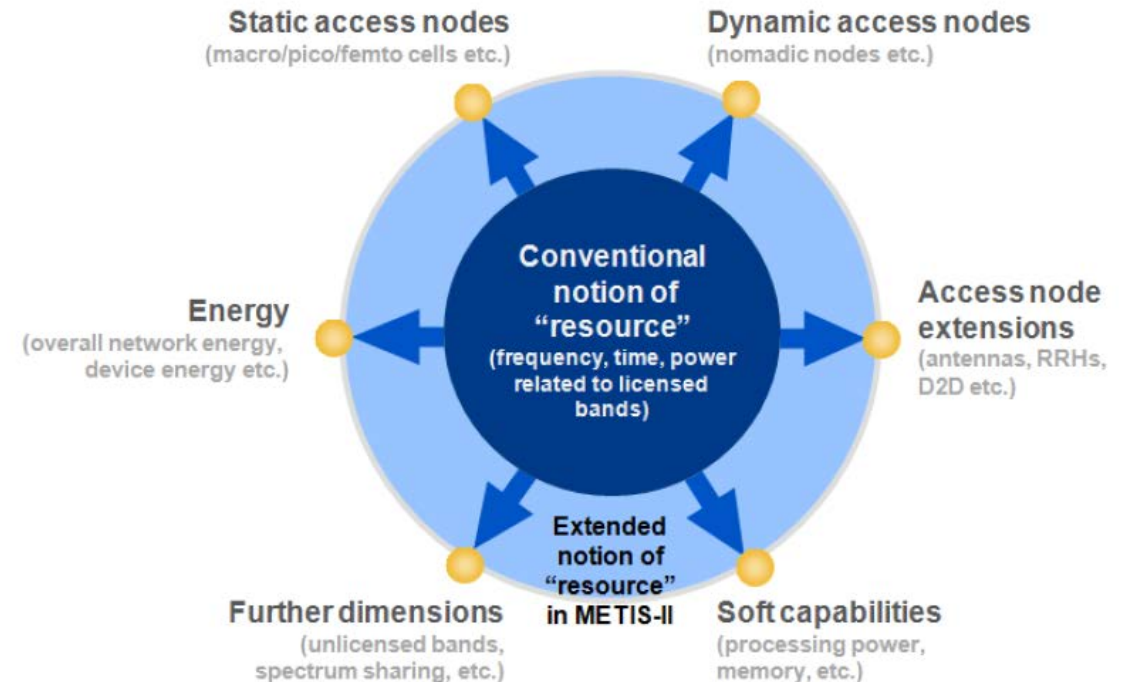 Static access nodes
(macro/pico/femto cells etc.)
Dynamic access nodes
(nomadic nodes etc.)
Conventional
notion of
“resource”
(frequency, time, power
related to licensed
bands)
Energy
(overall network energy,
device energy etc.)
Access node
extensions
(antennas, RRHs,
D2D etc.)
Extended
notion of
“resource”
in METIS-II
Further dimensions
(unlicensed bands,
spectrum sharing, etc.)
Soft capabilities
(processing power,
memory, etc.)